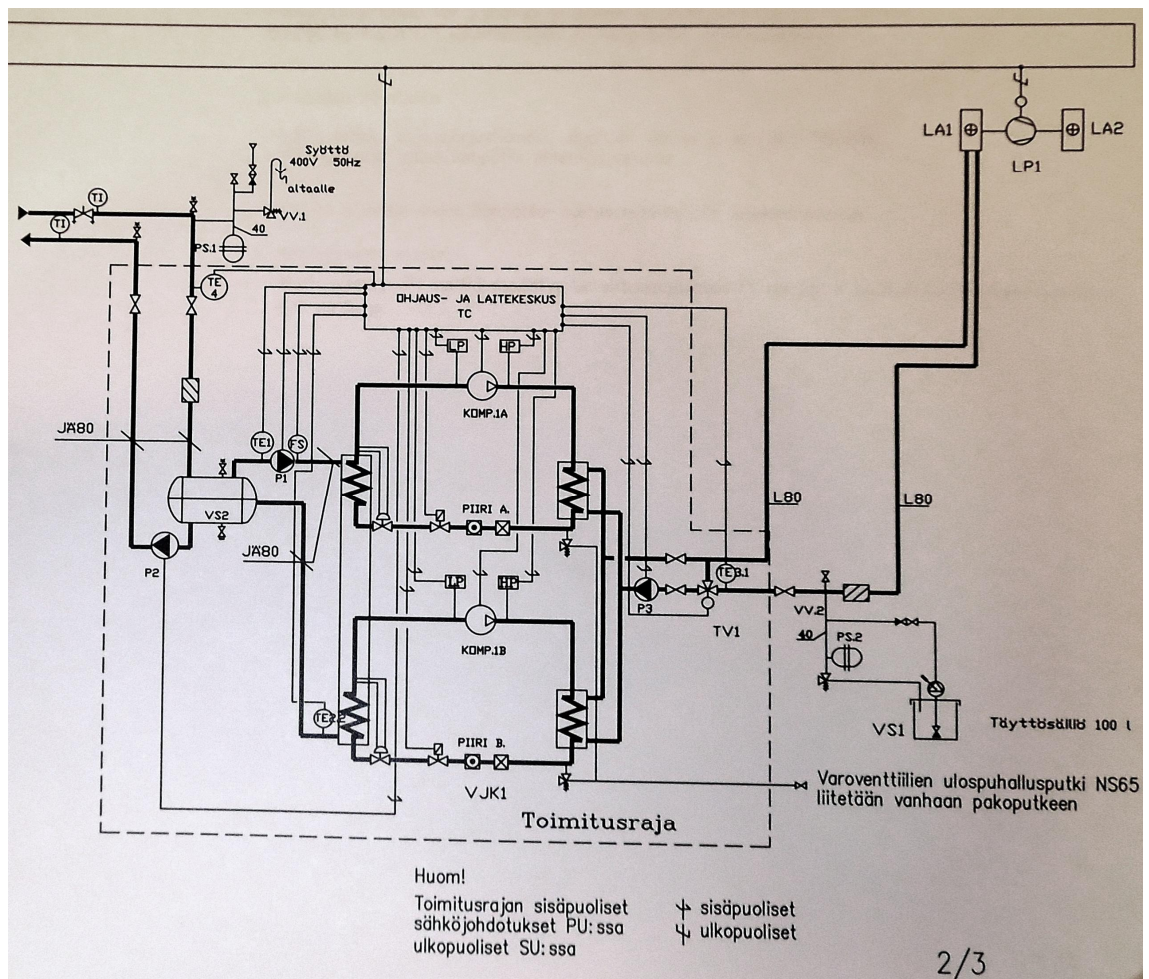 LA1
LA2
LP1
Syöttö
400V 50Hz
altaalle
VV.1
40
PS.1
TI
TI
TE
4
OHJAUS- JA LAITEKESKUS
TC
LP
HP
KOMP.1A
JÄ80
TE1
FS
P1
VS2
PIIRI A.
L80
L80
JÄ80
P2
LP
HP
TE3.1
P3
TV1
VV.2
40
PS.2
KOMP.1B
TE2.2
VS1
Täyttösäiliö 100 l
PIIRI B.
VJK1
Varoventtiilien ulospuhallusputki NS65
liitetään vanhaan pakoputkeen
Toimitusraja
Huom!
Toimitusrajan sisäpuoliset
sähköjohdotukset PU:ssa
ulkopuoliset SU:ssa
sisäpuoliset
ulkopuoliset
2/3